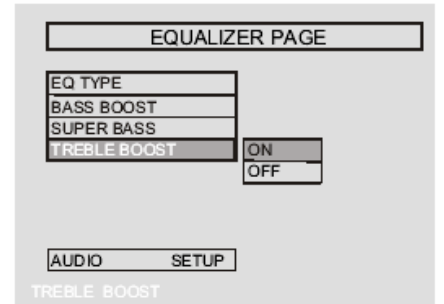 EQUALIZER PAGE
EQ TYPE
BASS BOOST
SUPER BASS
TREBLE BOOST ON
OFF
AUDIO SETUP
TREBLE BOOST